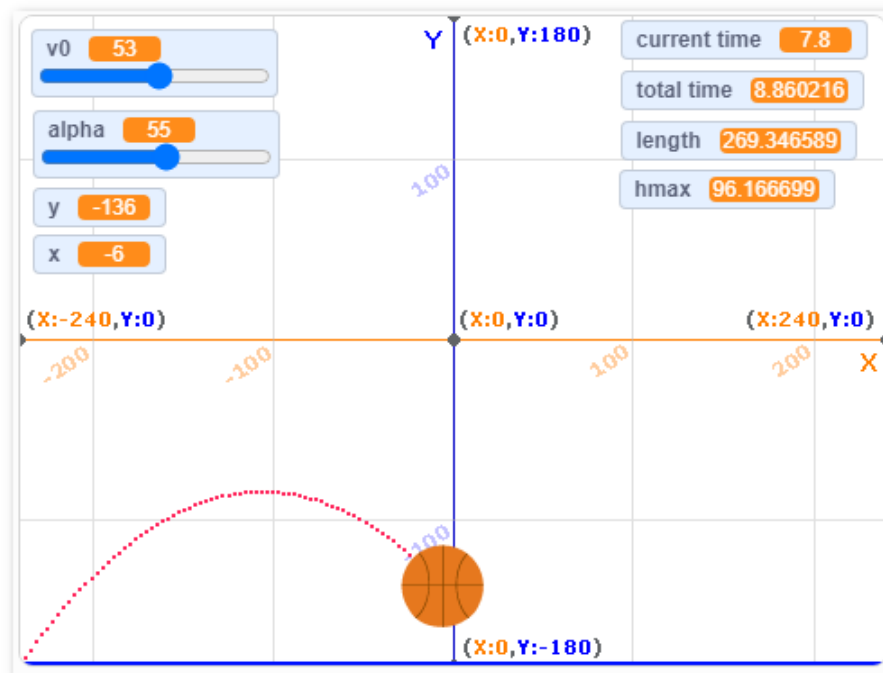 v0 53
alpha 55
y -136
x -6
Y (X:0,Y:180)
current time 7.8
total time 8.860216
length 269.346589
hmax 96.166699
100
(X:-240,Y:0) (X:0,Y:0) (X:240,Y:0)
-200 -100 100 200 X
-100
(X:0,Y:-180)